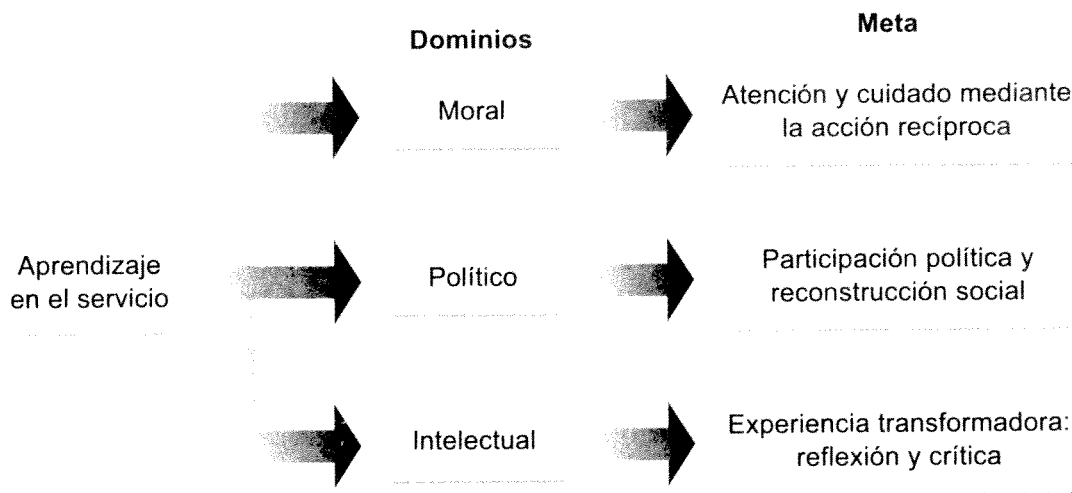 Dominios
Meta
Moral
Atención y cuidado mediante
la acción recíproca
Aprendizaje
en el servicio
Político
Participación política y
reconstrucción social
Intelectual
Experiencia transformadora:
reflexión y crítica